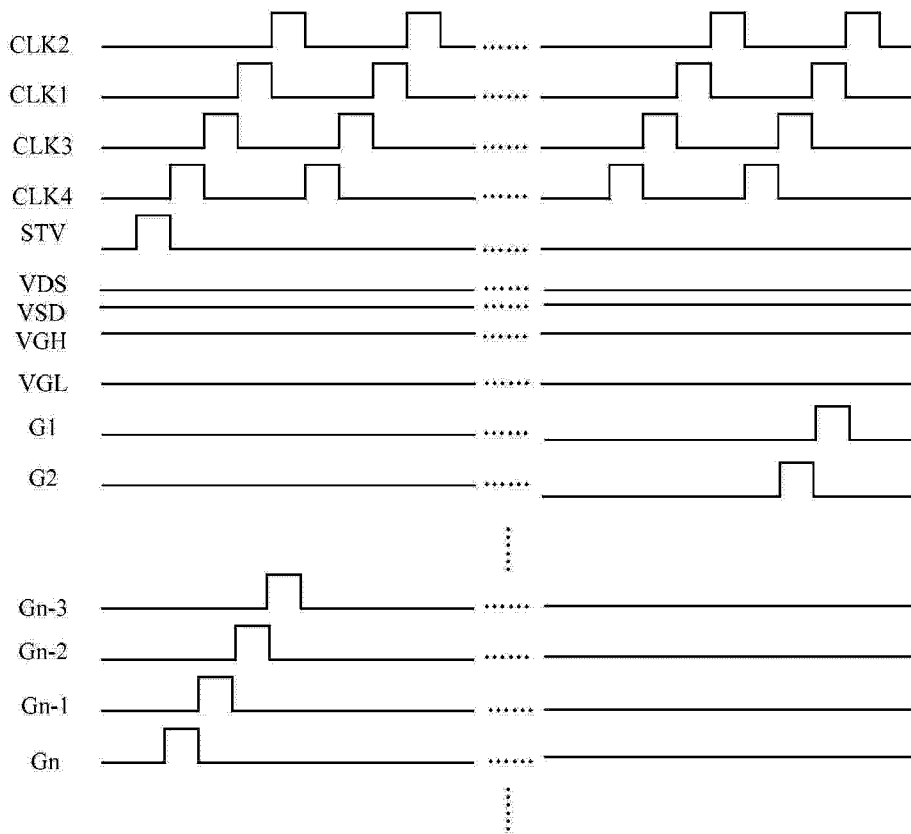 CLK2
CLK1
CLK3
CLK4
STV
VDS
VSD
VGH
VGL
G1
G2
Gn-3
Gn-2
Gn-1
Gn